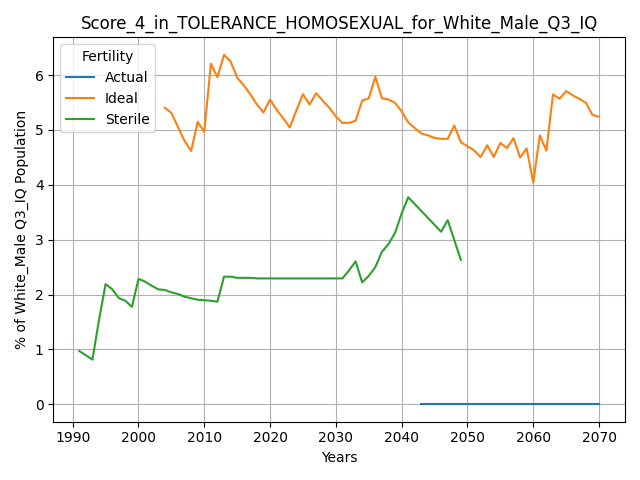 Score_4_in_TOLERANCE_HOMOSEXUAL_for_White_Male_Q3_IQ
Fertility
Actual
Ideal
Sterile
% of White_Male Q3_IQ Population
6
5
4
3
2
1
0
1990 2000 2010 2020 2030 2040 2050 2060 2070
Years